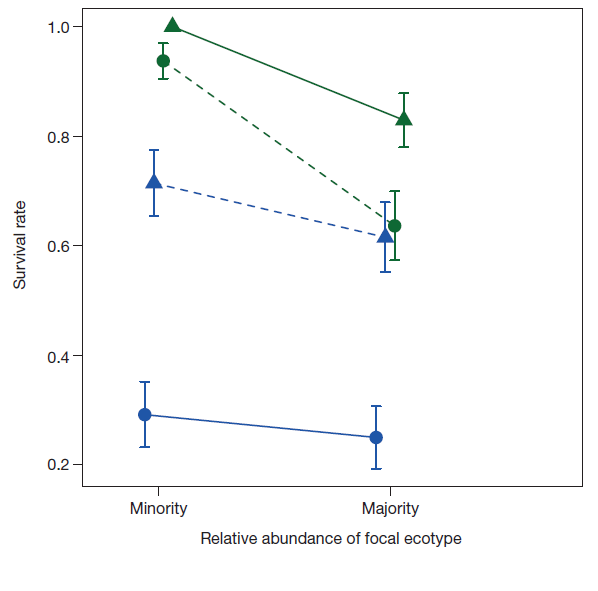 1.0
0.8
0.6
0.4
0.2
Survival rate
Minority
Majority
Relative abundance of focal ecotype